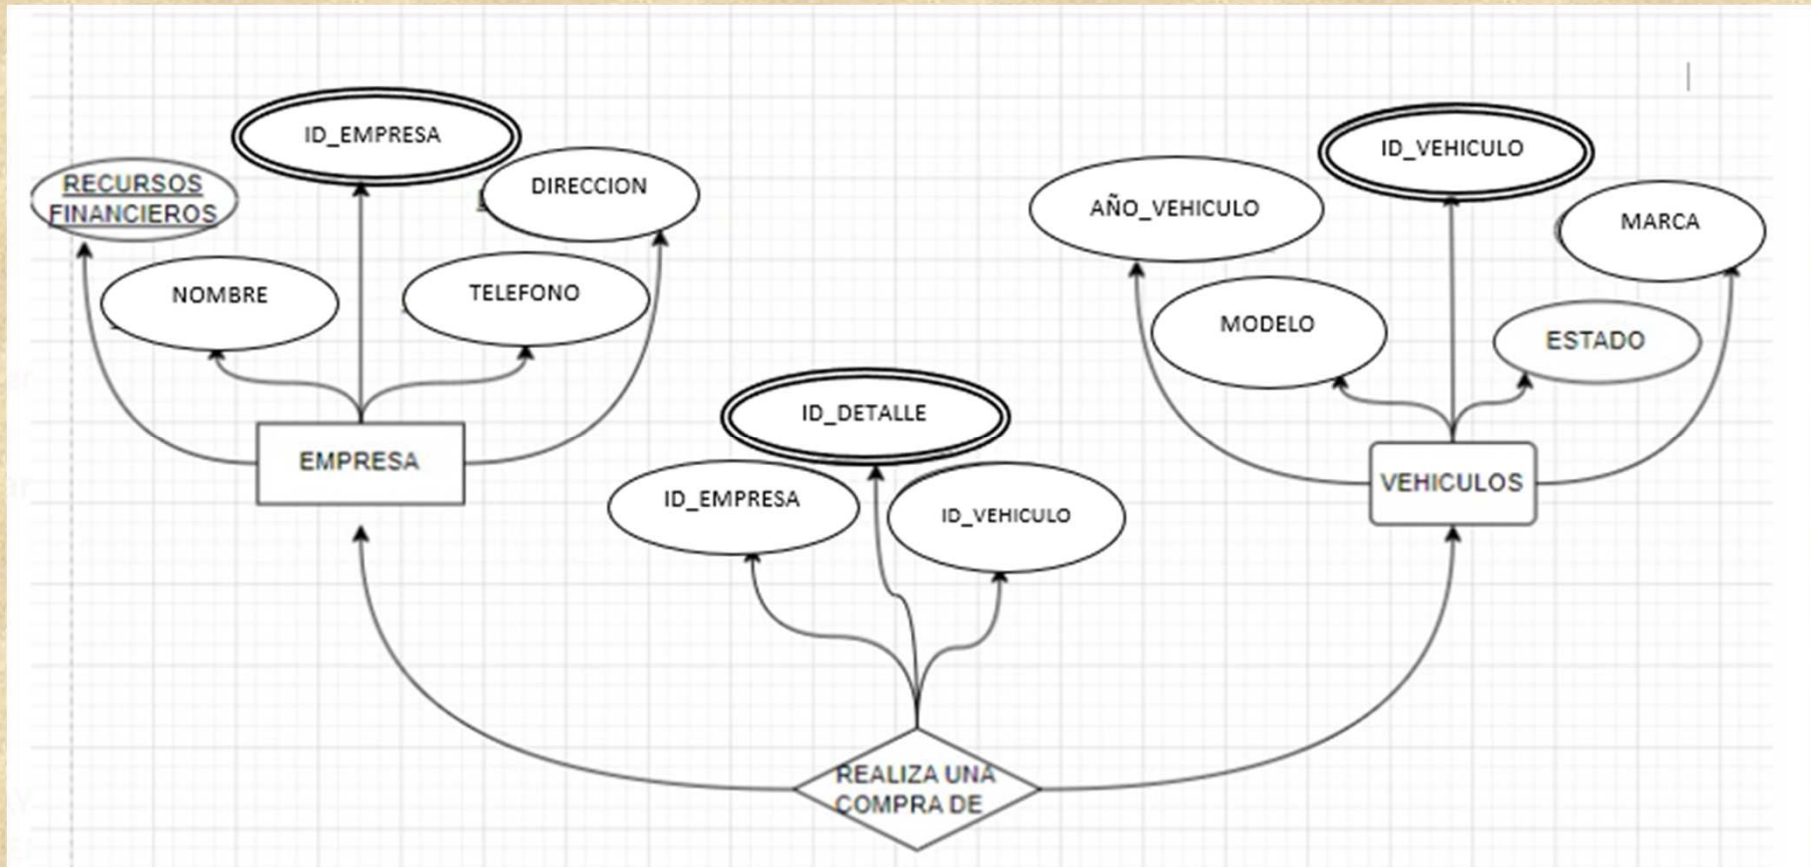 ID_EMPRESA
RECURSOS
FINANCIEROS
DIRECCION
NOMBRE
TELEFONO
EMPRESA
ID_DETALLE
ID_EMPRESA
ID_VEHICULO
ID_VEHICULO
AÑO_VEHICULO
MARCA
MODELO
ESTADO
VEHICULOS
REALIZA UNA
COMPRA DE